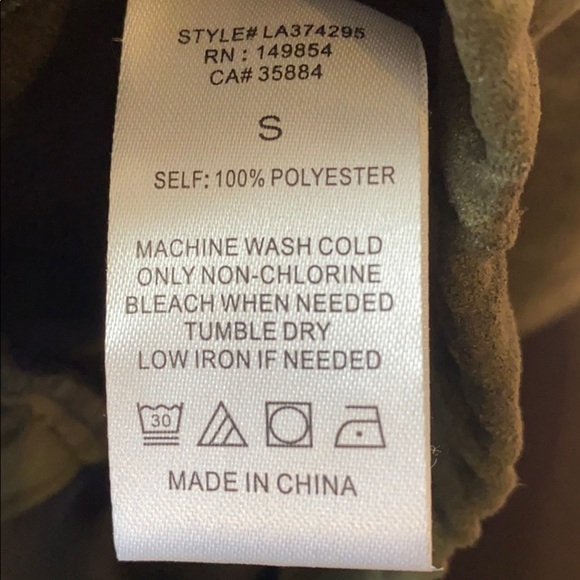 STYLE# LA374295
RN : 149854
CA# 35884
S
SELF: 100% POLYESTER
MACHINE WASH COLD
ONLY NON-CHLORINE
BLEACH WHEN NEEDED
TUMBLE DRY
LOW IRON IF NEEDED
30
MADE IN CHINA